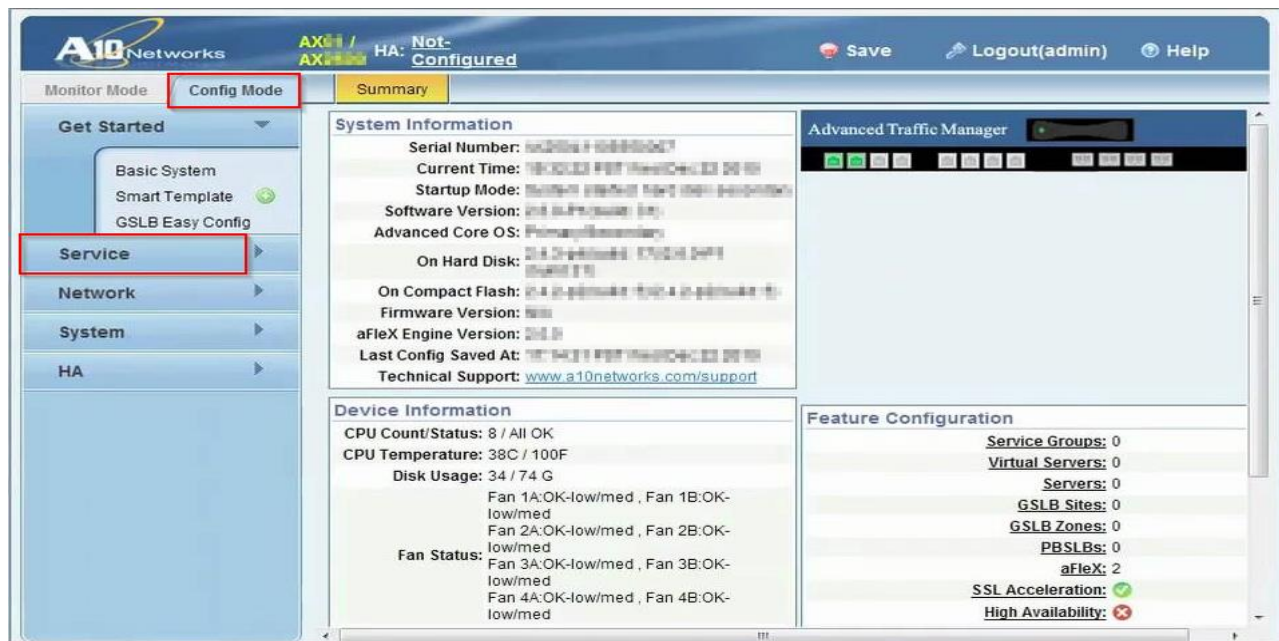 A10 Networks
AX / AX
HA: Not-Configured
Save
Logout(admin)
Help
Monitor Mode
Config Mode
Summary
Get Started
Basic System
Smart Template
GSLB Easy Config
Service
Network
System
HA
System Information
Serial Number:
Current Time:
Startup Mode:
Software Version:
Advanced Core OS:
On Hard Disk:
On Compact Flash:
Firmware Version:
aFleX Engine Version:
Last Config Saved At:
Technical Support: www.a10networks.com/support
Advanced Traffic Manager
Device Information
CPU Count/Status: 8 / All OK
CPU Temperature: 38C / 100F
Disk Usage: 34 / 74 G
Fan Status:
Fan 1A:OK-low/med , Fan 1B:OK-
low/med
Fan 2A:OK-low/med , Fan 2B:OK-
low/med
Fan 3A:OK-low/med , Fan 3B:OK-
low/med
Fan 4A:OK-low/med , Fan 4B:OK-
low/med
Feature Configuration
Service Groups: 0
Virtual Servers: 0
Servers: 0
GSLB Sites: 0
GSLB Zones: 0
PBSLBs: 0
aFleX: 2
SSL Acceleration:
High Availability: